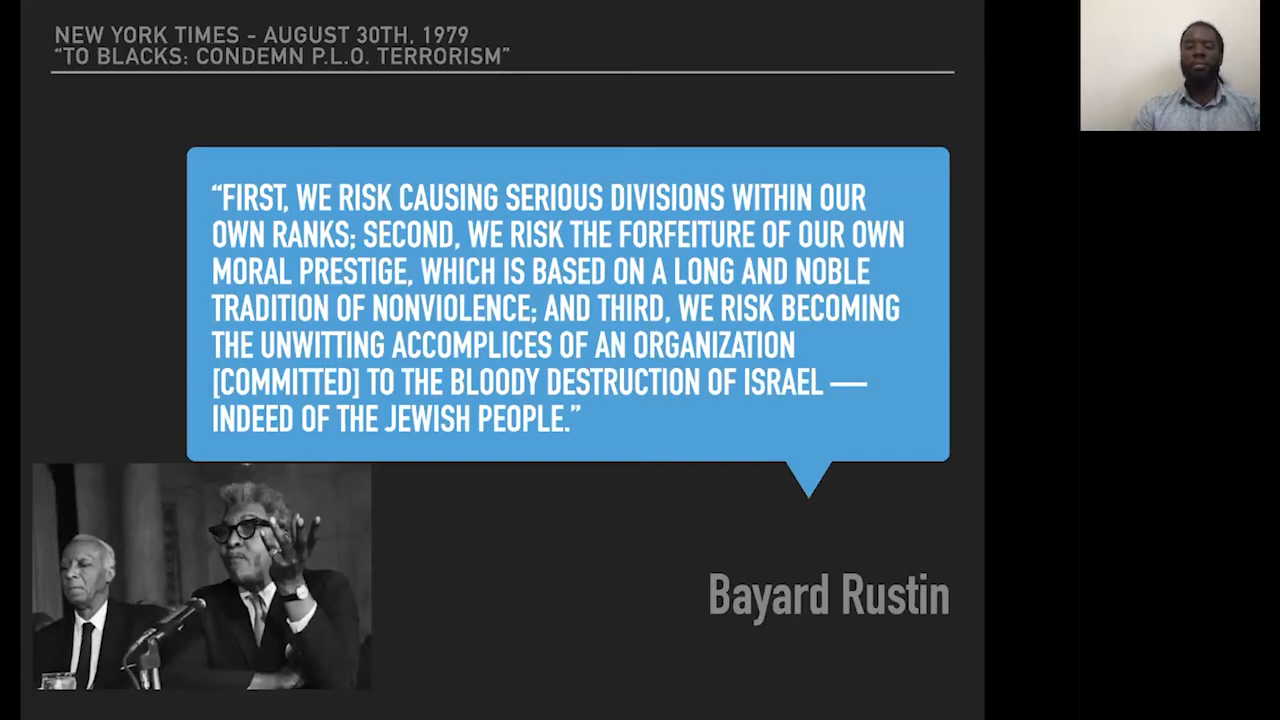 NEW YORK TIMES - AUGUST 30TH, 1979
“TO BLACKS: CONDEMN P.L.O. TERRORISM”
“FIRST, WE RISK CAUSING SERIOUS DIVISIONS WITHIN OUR
OWN RANKS; SECOND, WE RISK THE FORFEITURE OF OUR OWN
MORAL PRESTIGE, WHICH IS BASED ON A LONG AND NOBLE
TRADITION OF NONVIOLENCE; AND THIRD, WE RISK BECOMING
THE UNWITTING ACCOMPLICES OF AN ORGANIZATION
[COMMITTED] TO THE BLOODY DESTRUCTION OF ISRAEL —
INDEED OF THE JEWISH PEOPLE.”
Bayard Rustin